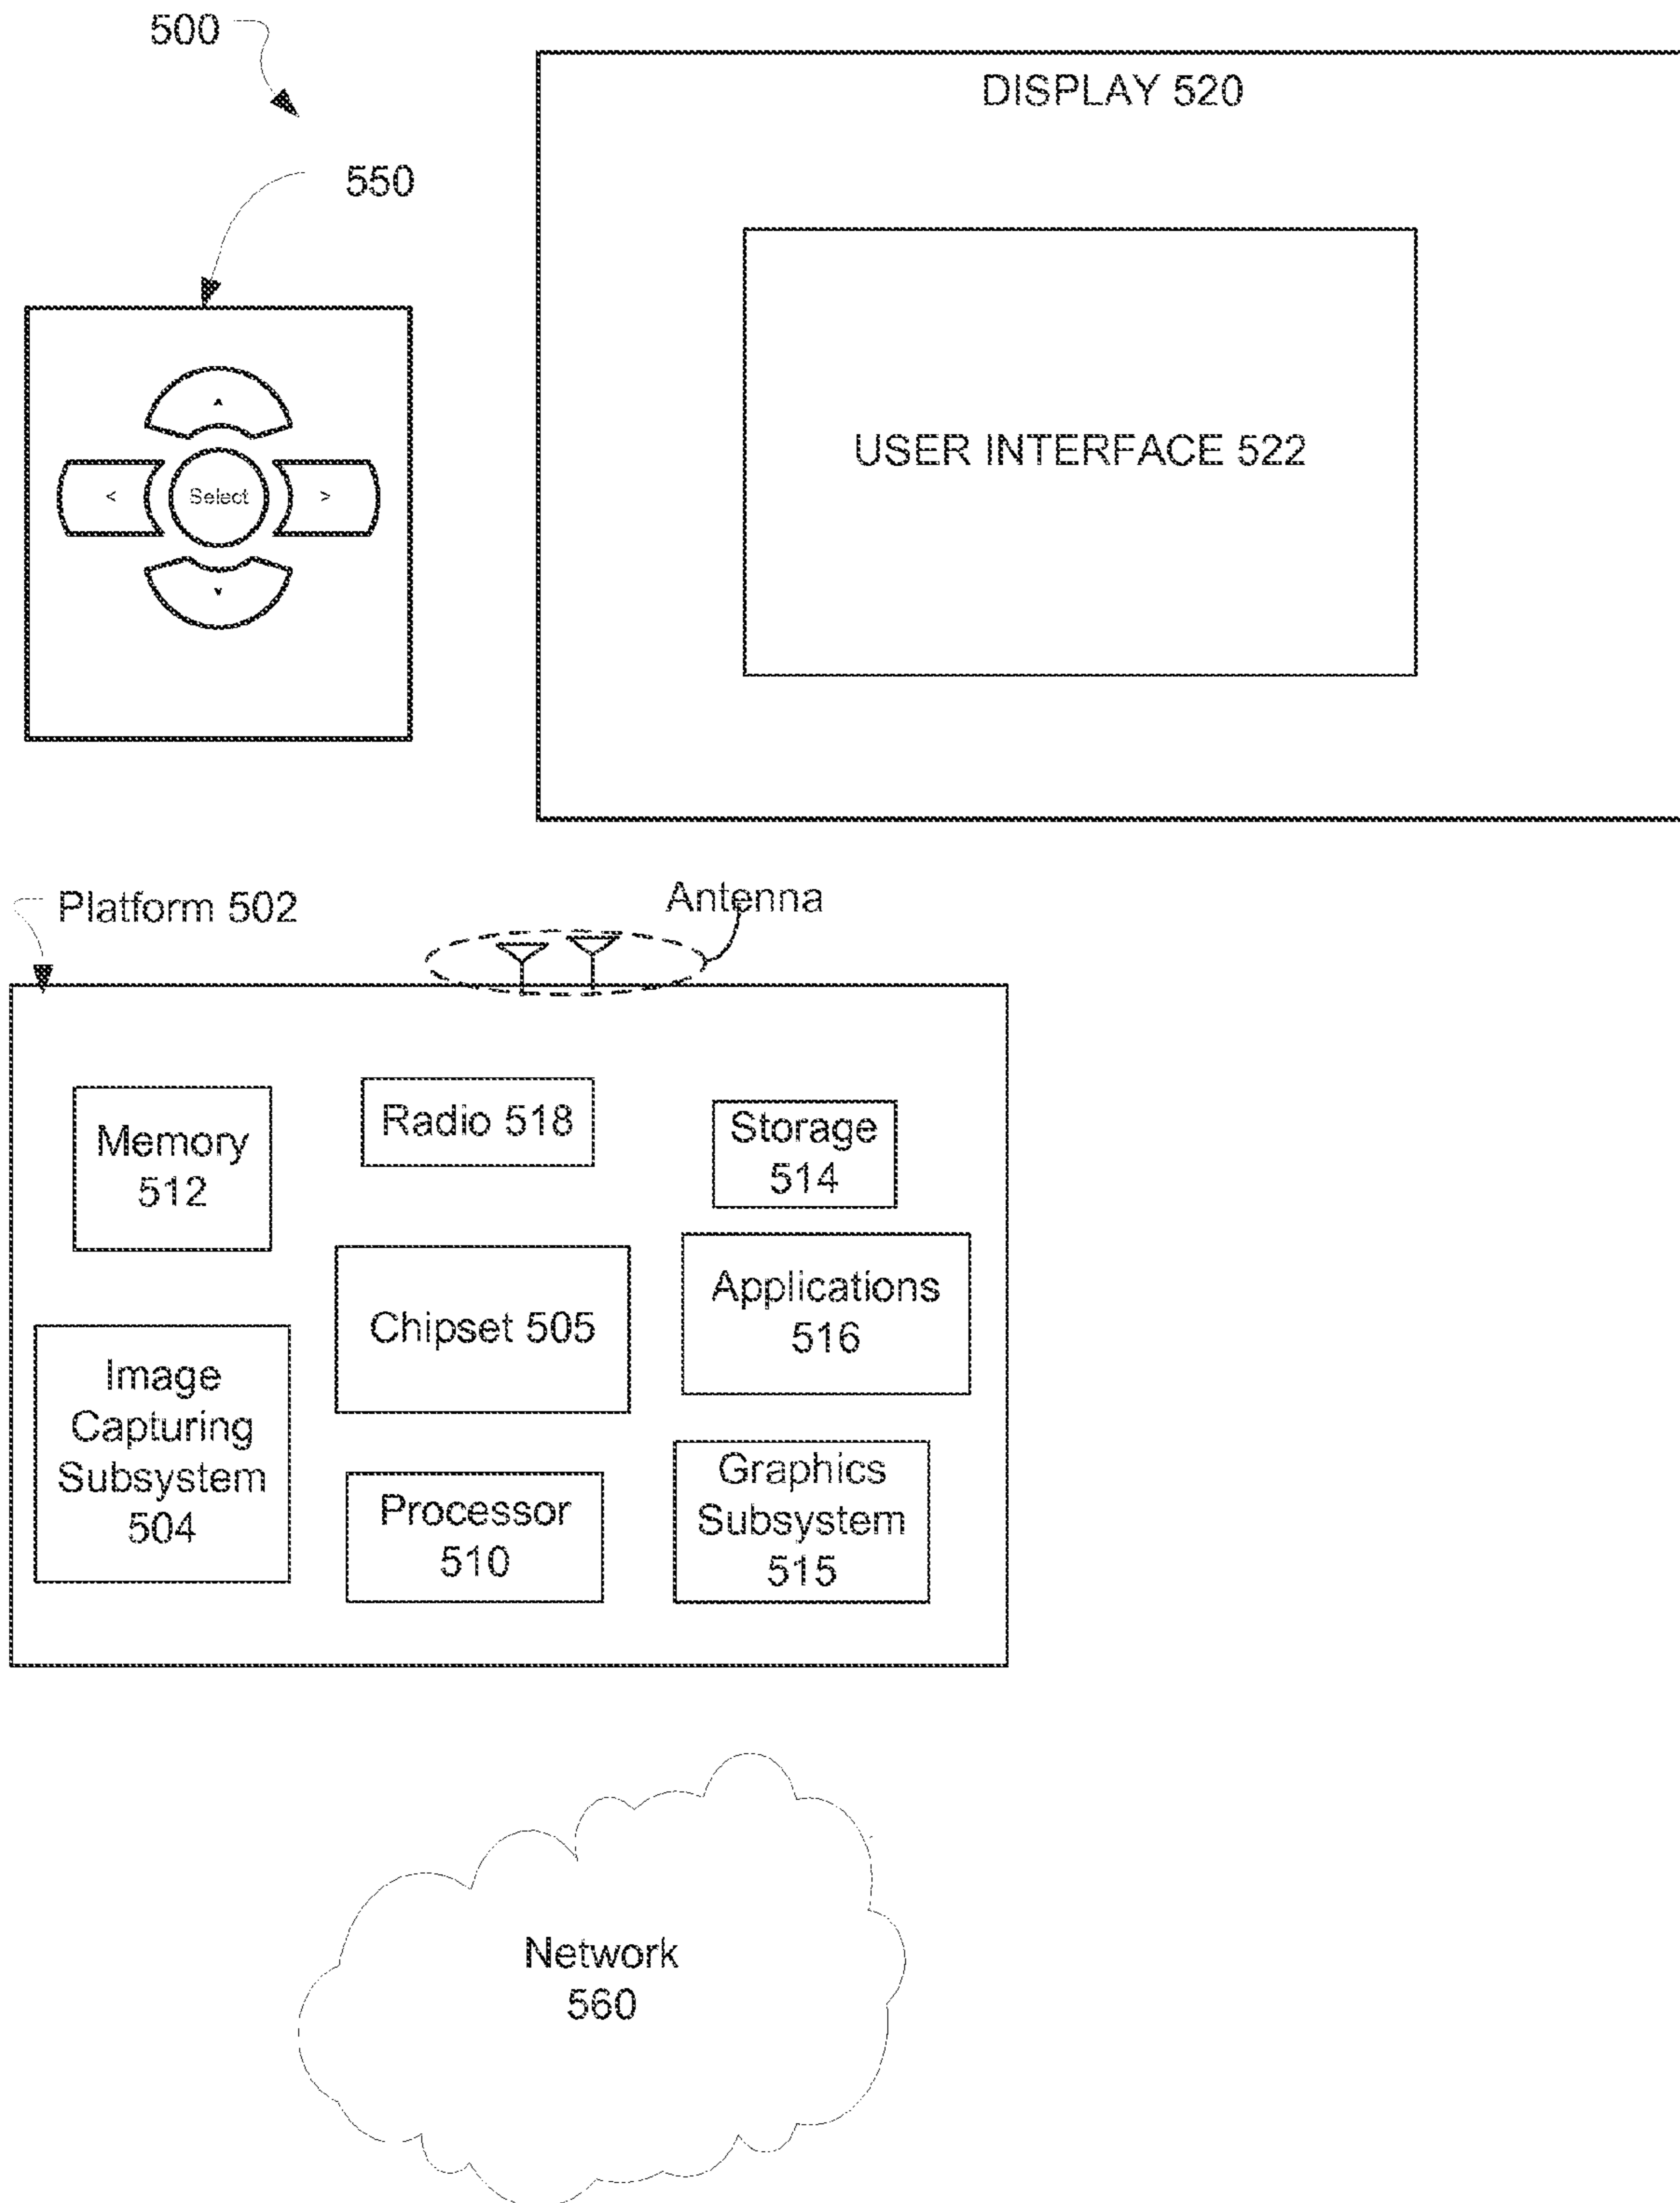 500
DISPLAY 520
550
USER INTERFACE 522
^
<
Select
>
v
Platform 502
Antenna
Memory
512
Radio 518
Storage
514
Chipset 505
Applications
516
Image
Capturing
Subsystem
504
Processor
510
Graphics
Subsystem
515
Network
560